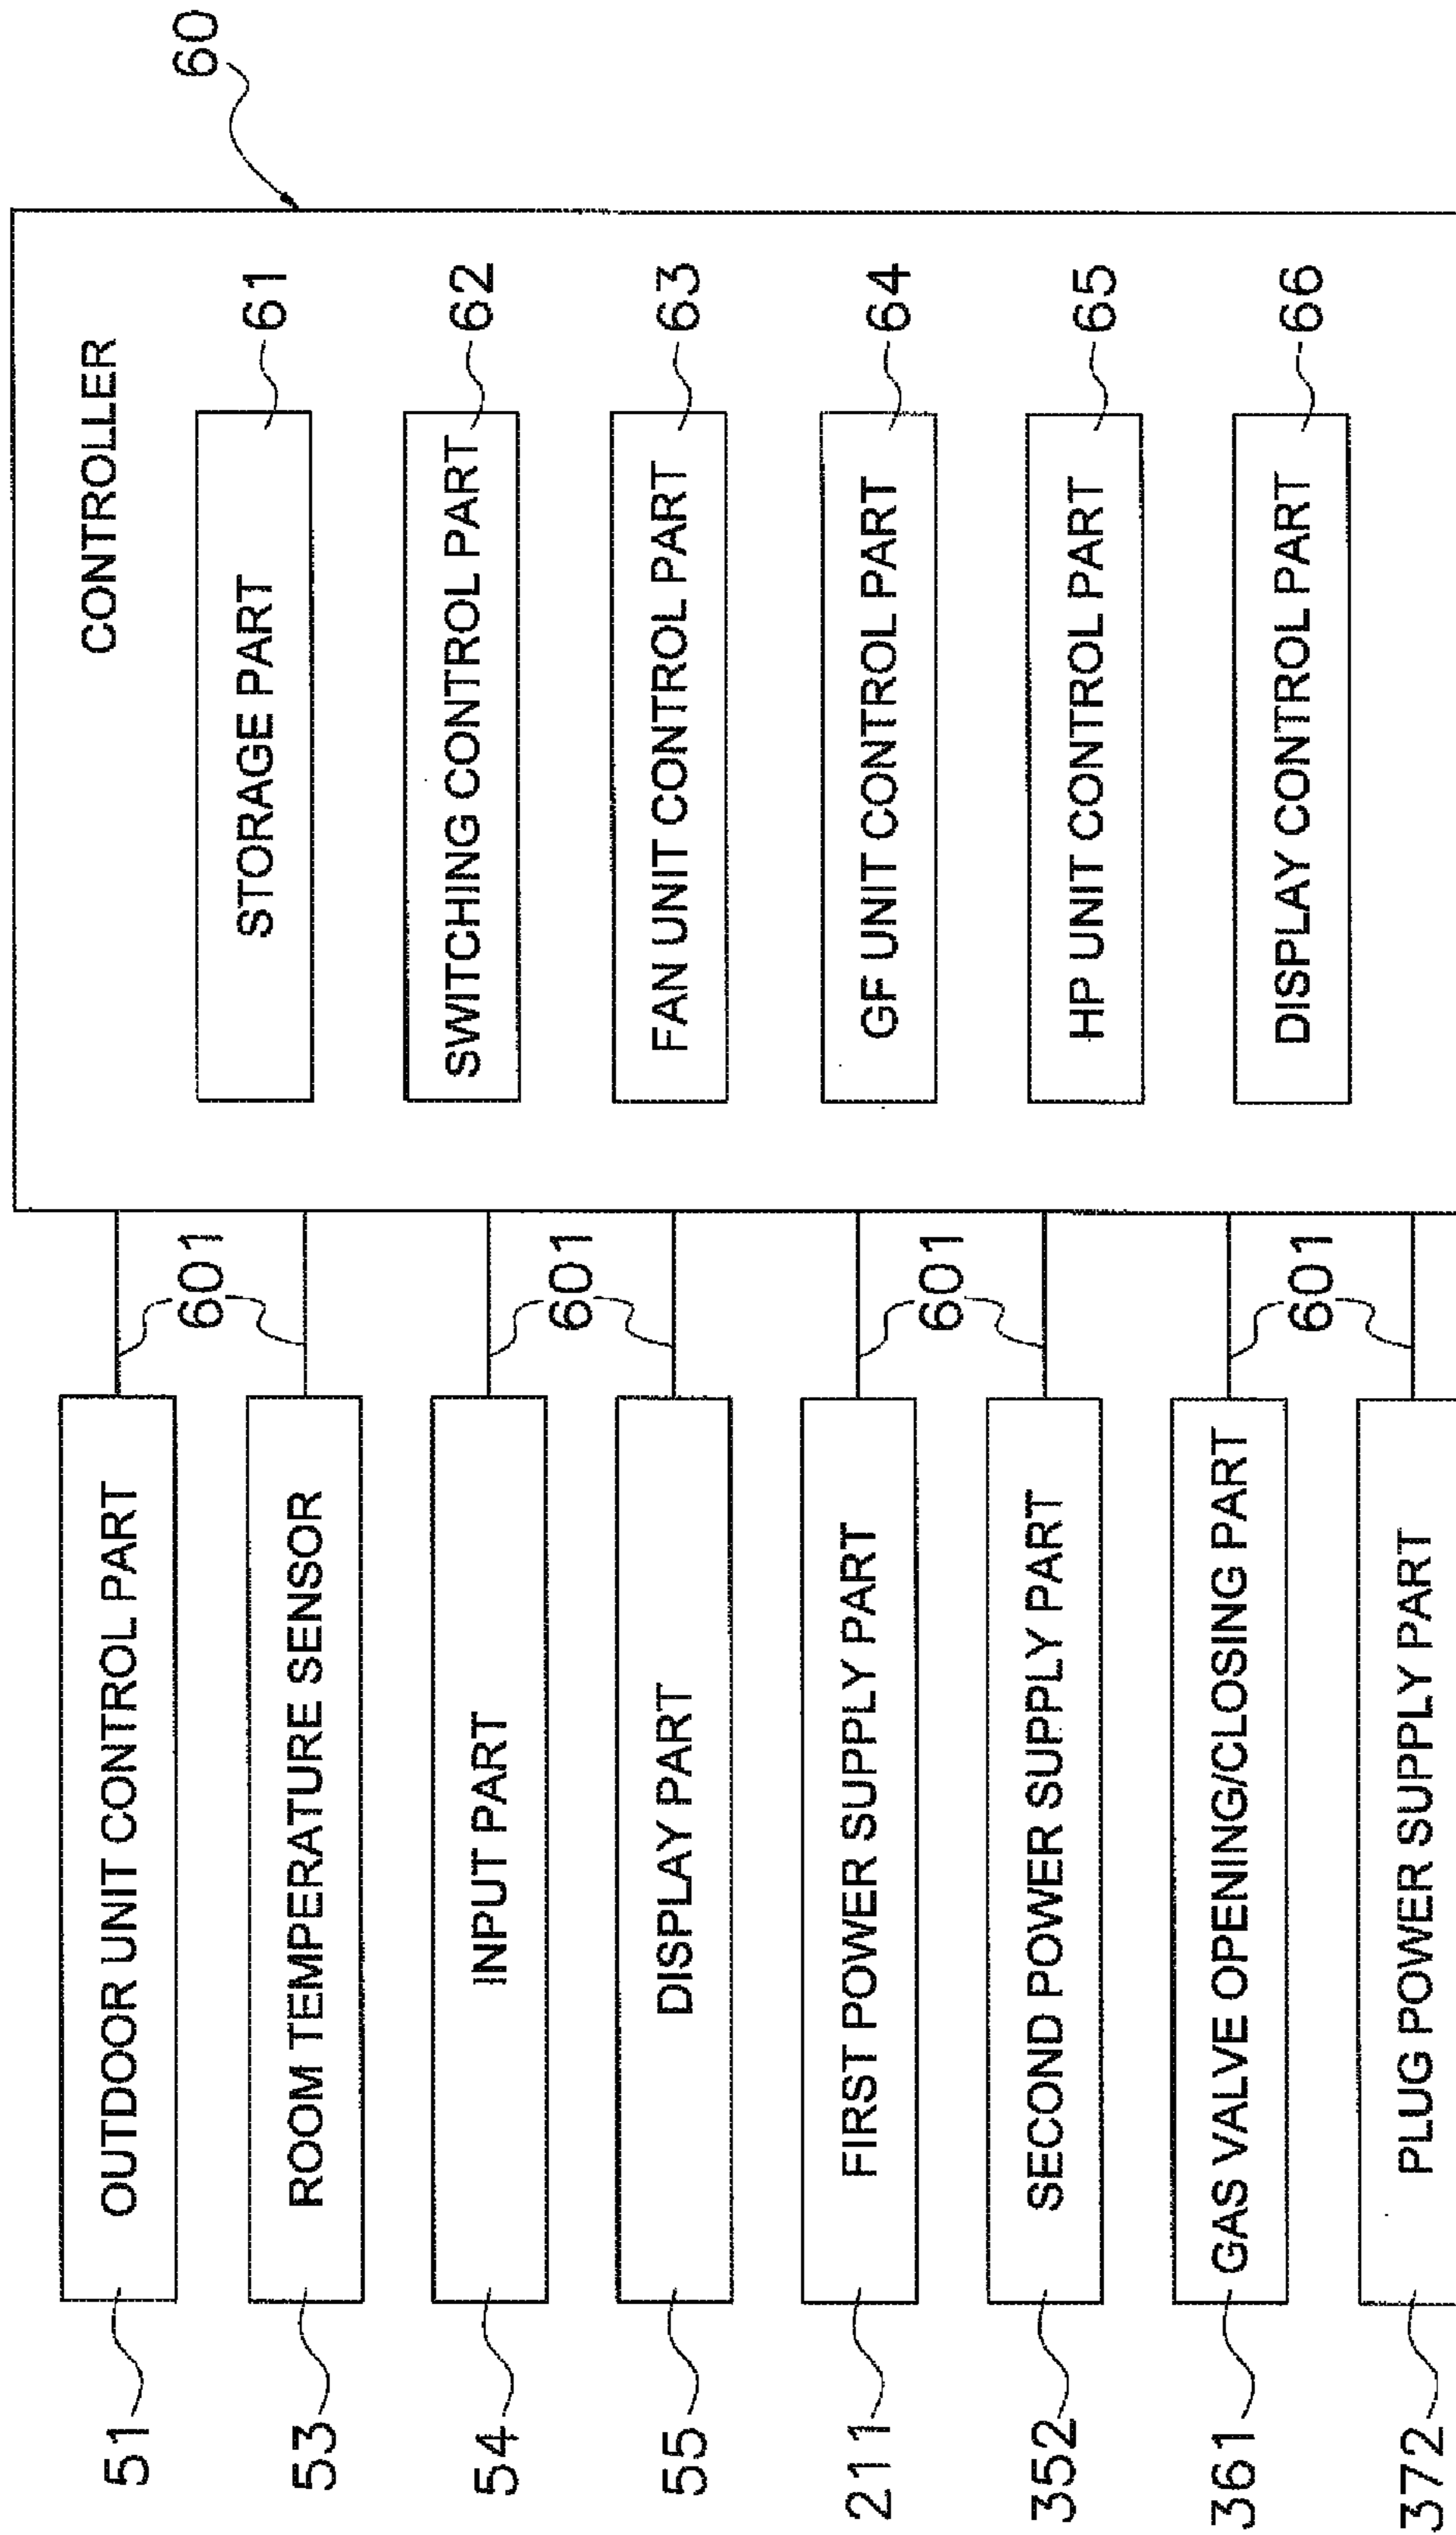 60
CONTROLLER
51
OUTDOOR UNIT CONTROL PART
601
53
ROOM TEMPERATURE SENSOR
54
INPUT PART
601
55
DISPLAY PART
211
FIRST POWER SUPPLY PART
601
352
SECOND POWER SUPPLY PART
361
GAS VALVE OPENING/CLOSING PART
601
372
PLUG POWER SUPPLY PART
STORAGE PART
61
SWITCHING CONTROL PART
62
FAN UNIT CONTROL PART
63
GF UNIT CONTROL PART
64
HP UNIT CONTROL PART
65
DISPLAY CONTROL PART
66